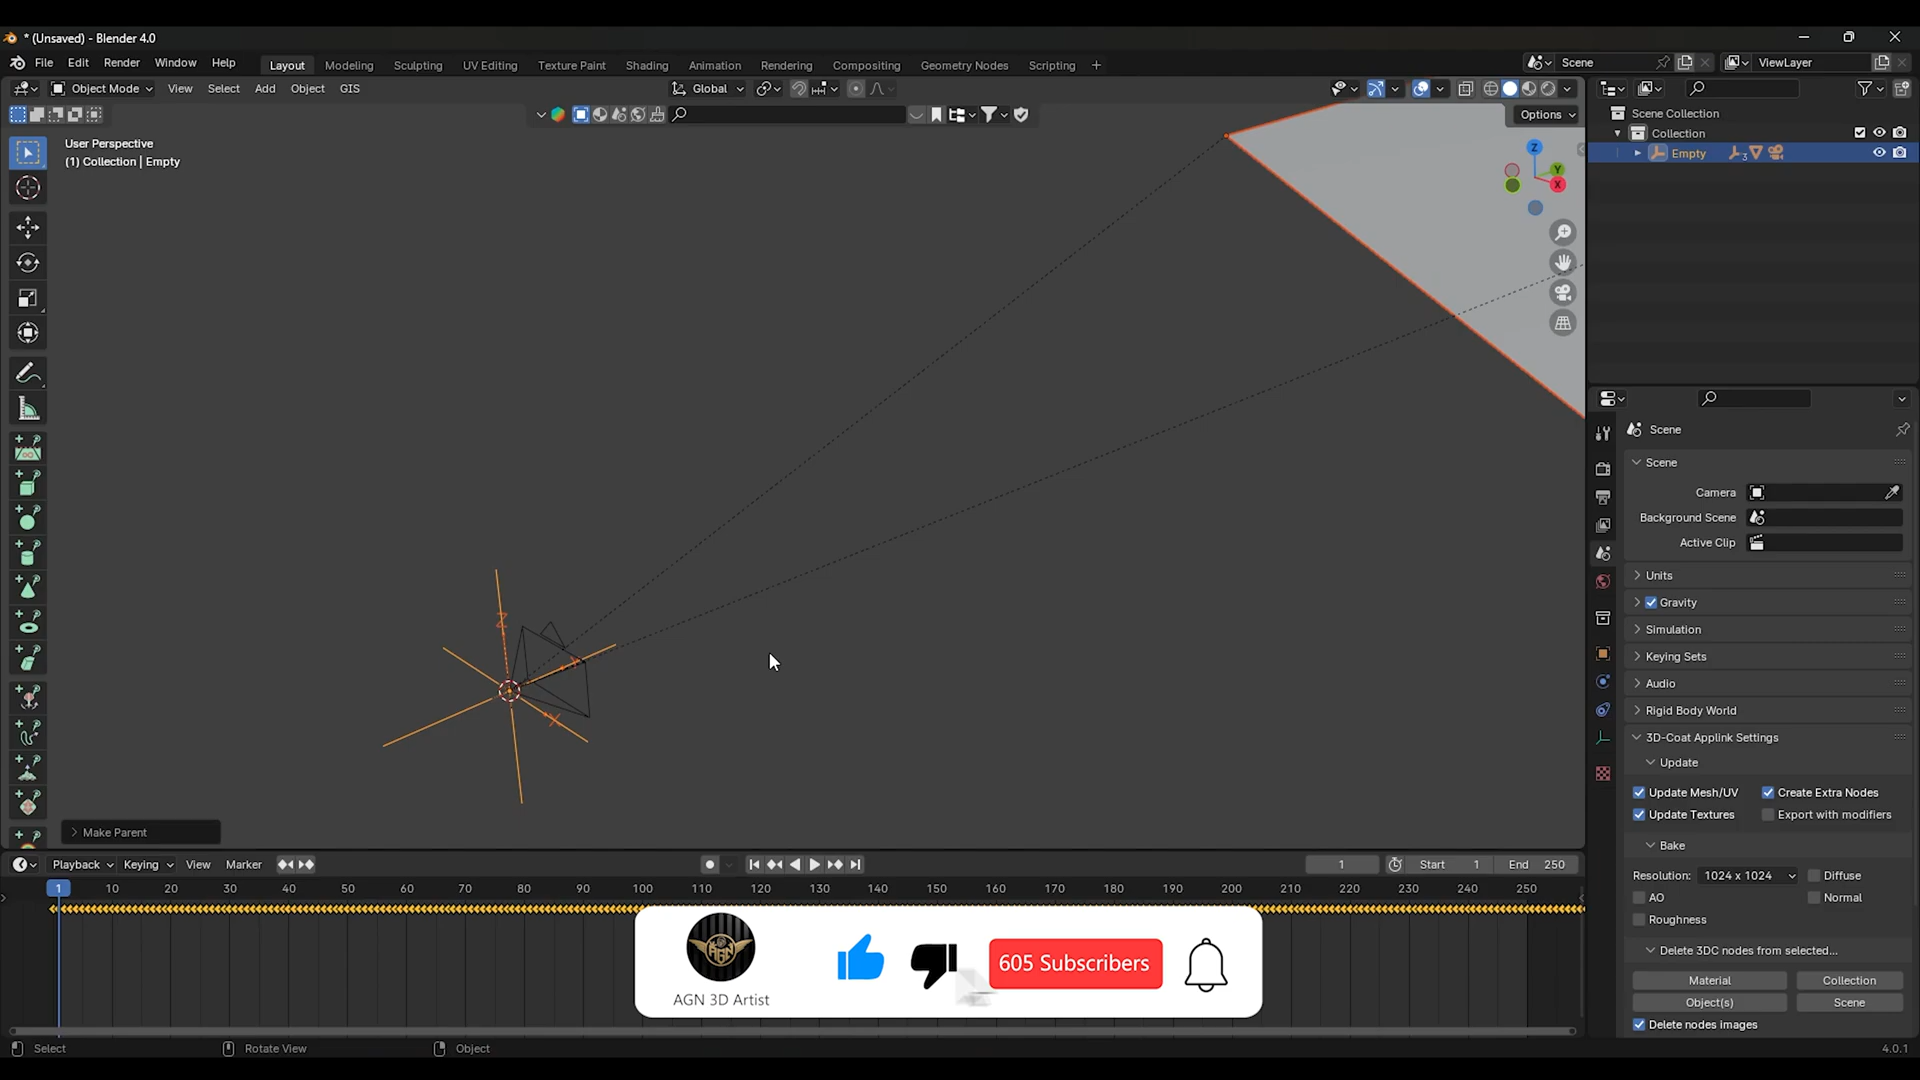 * (Unsaved) - Blender 4.0
File Edit Render Window Help Layout Modeling Sculpting UV Editing Texture Paint Shading Animation Rendering Compositing Geometry Nodes Scripting + Scene ViewLayer
Object Mode View Select Add Object GIS Global
Options
User Perspective
(1) Collection | Empty
Scene Collection
Collection
Empty
3
Z
Y
X
Z
X
Scene
Scene
Camera
Background Scene
Active Clip
Units
Gravity
Simulation
Keying Sets
Audio
Rigid Body World
3D-Coat Applink Settings
Update
Update Mesh/UV Create Extra Nodes
Update Textures Export with modifiers
Bake
Resolution: 1024 x 1024 Diffuse
AO Normal
Roughness
Delete 3DC nodes from selected...
Material Collection
Object(s) Scene
Delete nodes images
Make Parent
Playback Keying View Marker 1 Start 1 End 250
1 10 20 30 40 50 60 70 80 90 100 110 120 130 140 150 160 170 180 190 200 210 220 230 240 250
AGN
605 Subscribers
AGN 3D Artist
Select Rotate View Object 4.0.1